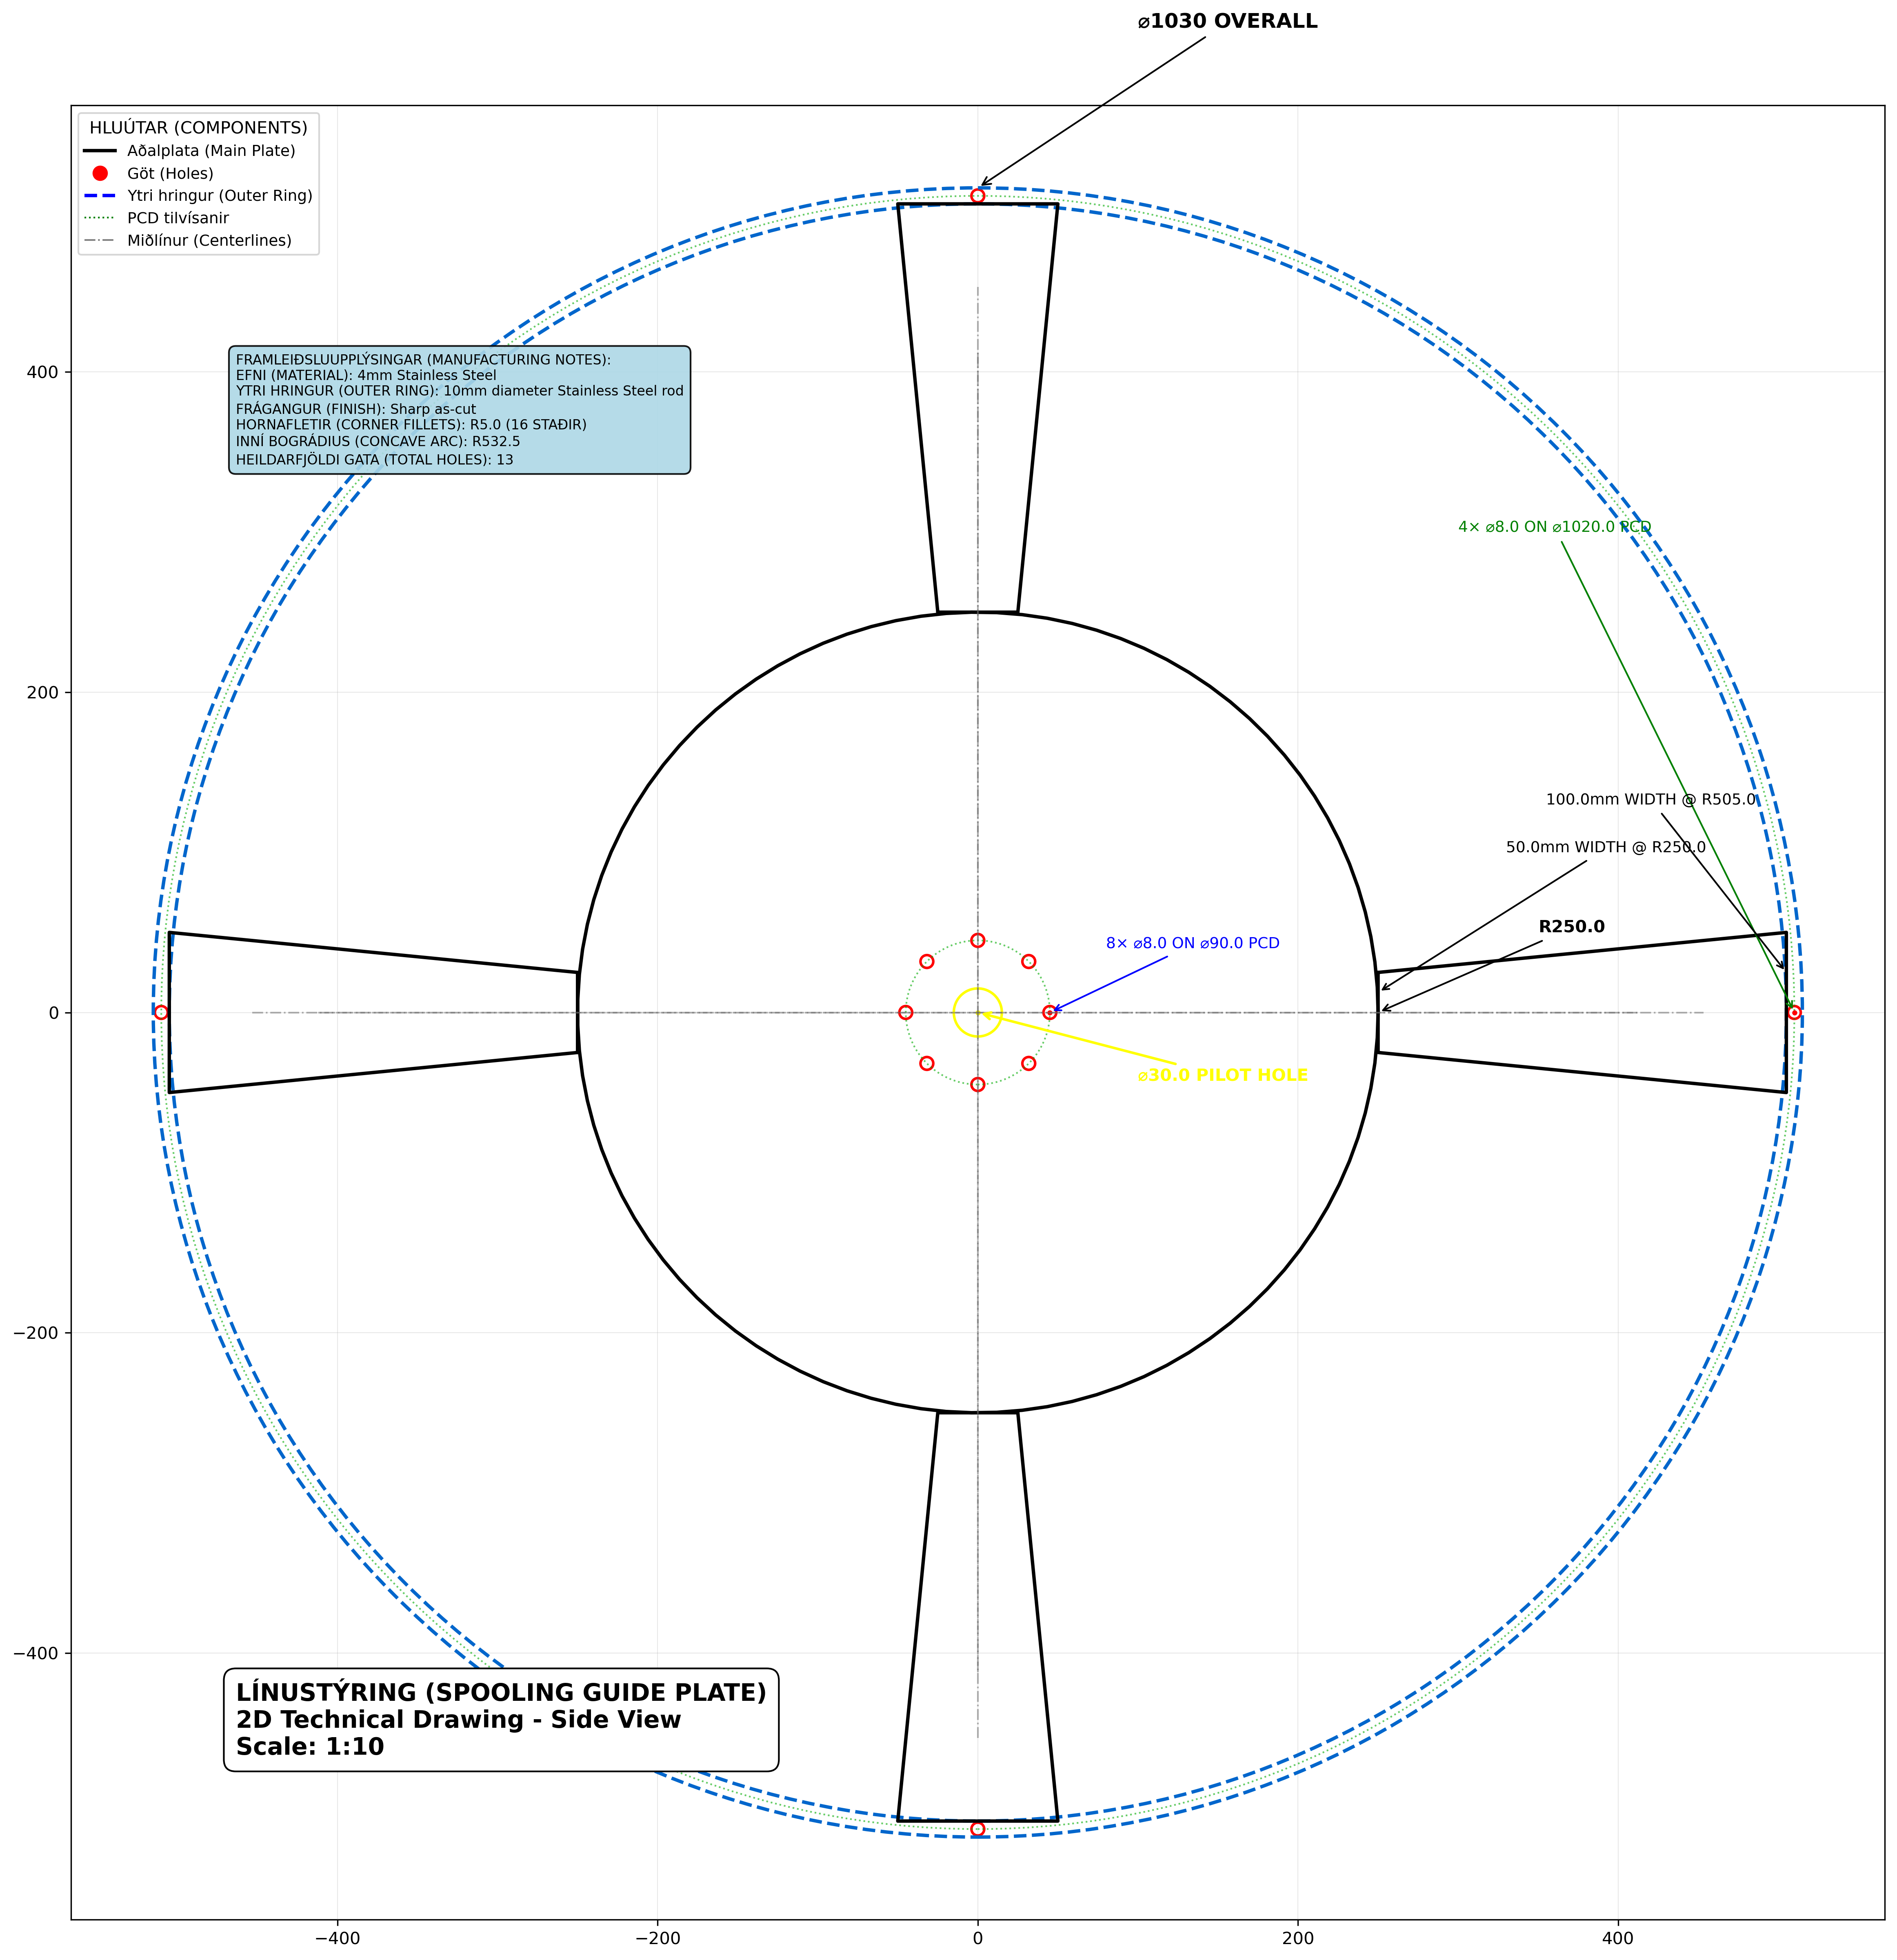 ⌀1030 OVERALL
HLUÚTAR (COMPONENTS)
Aðalplata (Main Plate)
Göt (Holes)
Ytri hringur (Outer Ring)
PCD tilvísanir
Miðlínur (Centerlines)
FRAMLEIÐSLUUPPLÝSINGAR (MANUFACTURING NOTES):
EFNI (MATERIAL): 4mm Stainless Steel
YTRI HRINGUR (OUTER RING): 10mm diameter Stainless Steel rod
FRÁGANGUR (FINISH): Sharp as-cut
HORNAFLETIR (CORNER FILLETS): R5.0 (16 STAÐIR)
INNÍ BOGRÁDIUS (CONCAVE ARC): R532.5
HEILDARFJÖLDI GATA (TOTAL HOLES): 13
4× ⌀8.0 ON ⌀1020.0 PCD
100.0mm WIDTH @ R505.0
50.0mm WIDTH @ R250.0
R250.0
8× ⌀8.0 ON ⌀90.0 PCD
⌀30.0 PILOT HOLE
LÍNUSTÝRING (SPOOLING GUIDE PLATE)
2D Technical Drawing - Side View
Scale: 1:10
400
200
0
−200
−400
−400
−200
0
200
400